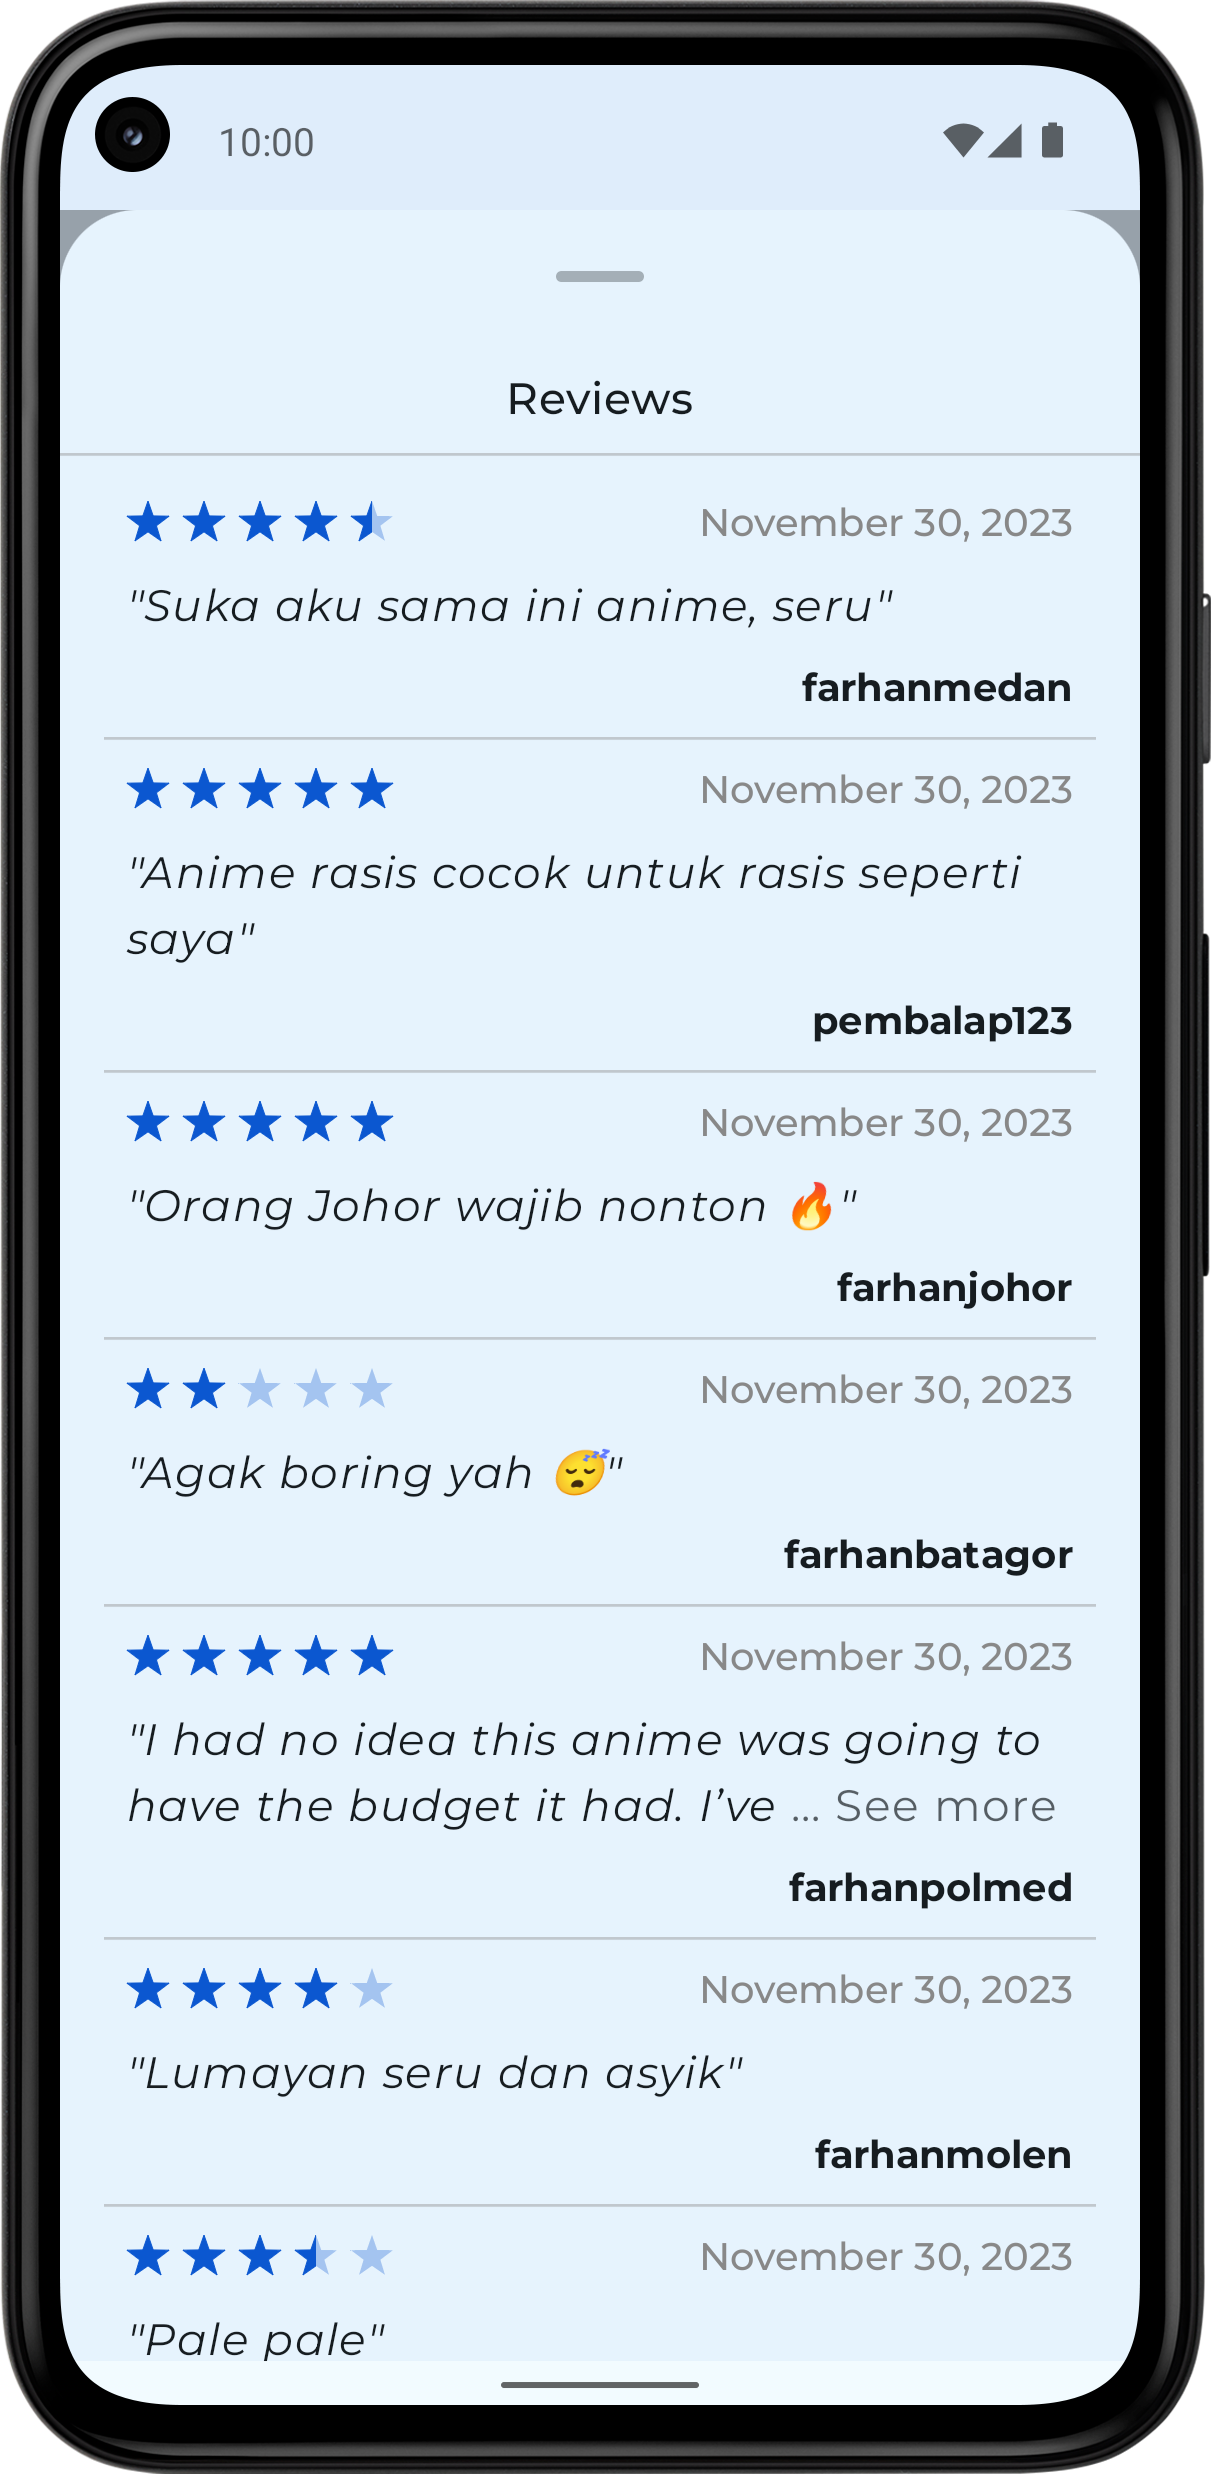 10:00
Reviews
November 30, 2023
"Suka aku sama ini anime, seru"
farhanmedan
November 30, 2023
"Anime rasis cocok untuk rasis seperti
saya"
pembalap123
November 30, 2023
"Orang Johor wajib nonton 🔥"
farhanjohor
November 30, 2023
"Agak boring yah 😴"
farhanbatagor
November 30, 2023
"I had no idea this anime was going to
have the budget it had. I’ve ... See more
farhanpolmed
November 30, 2023
"Lumayan seru dan asyik"
farhanmolen
November 30, 2023
"Pale pale"